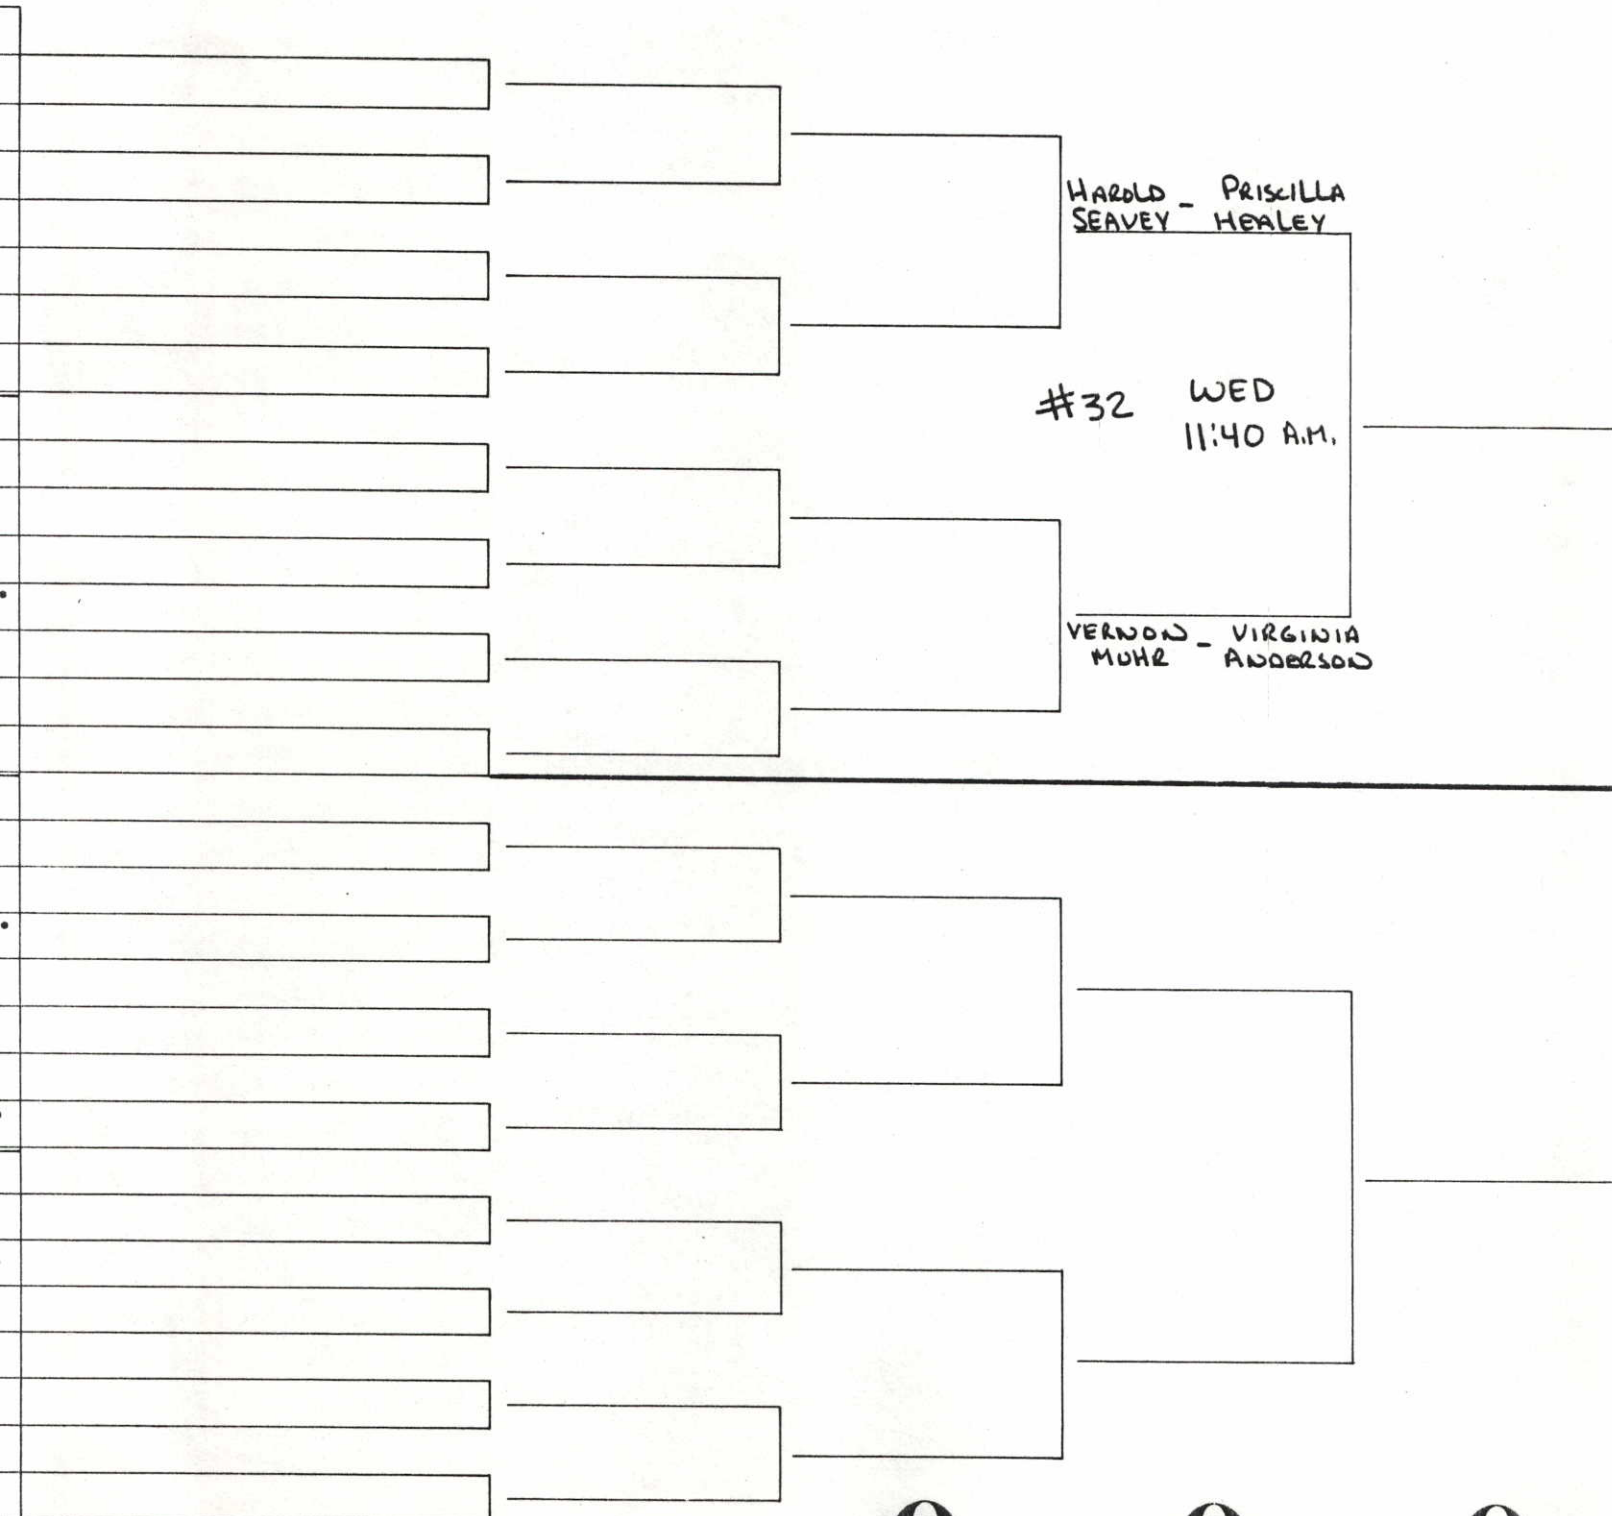 HAROLD - PRISCILLA
SEAVEY HEALEY
#32 WED
11:40 A.M.
VERNON - VIRGINIA
MUHR ANDERSON